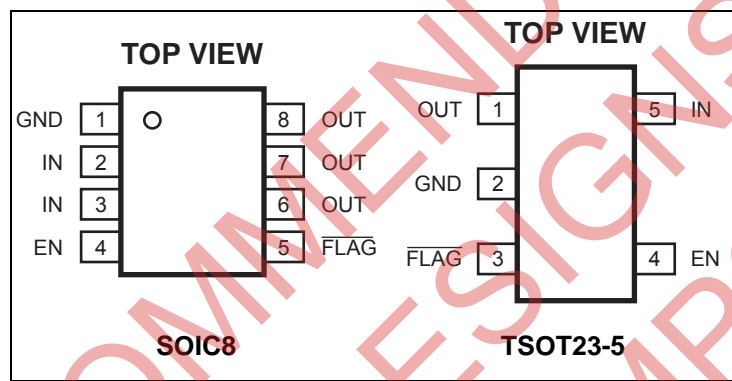 TOP VIEW
GND 1 8 OUT
IN 2 7 OUT
IN 3 6 OUT
EN 4 5 FLAG
SOIC8
TOP VIEW
OUT 1 5 IN
GND 2
FLAG 3 4 EN
TSOT23-5